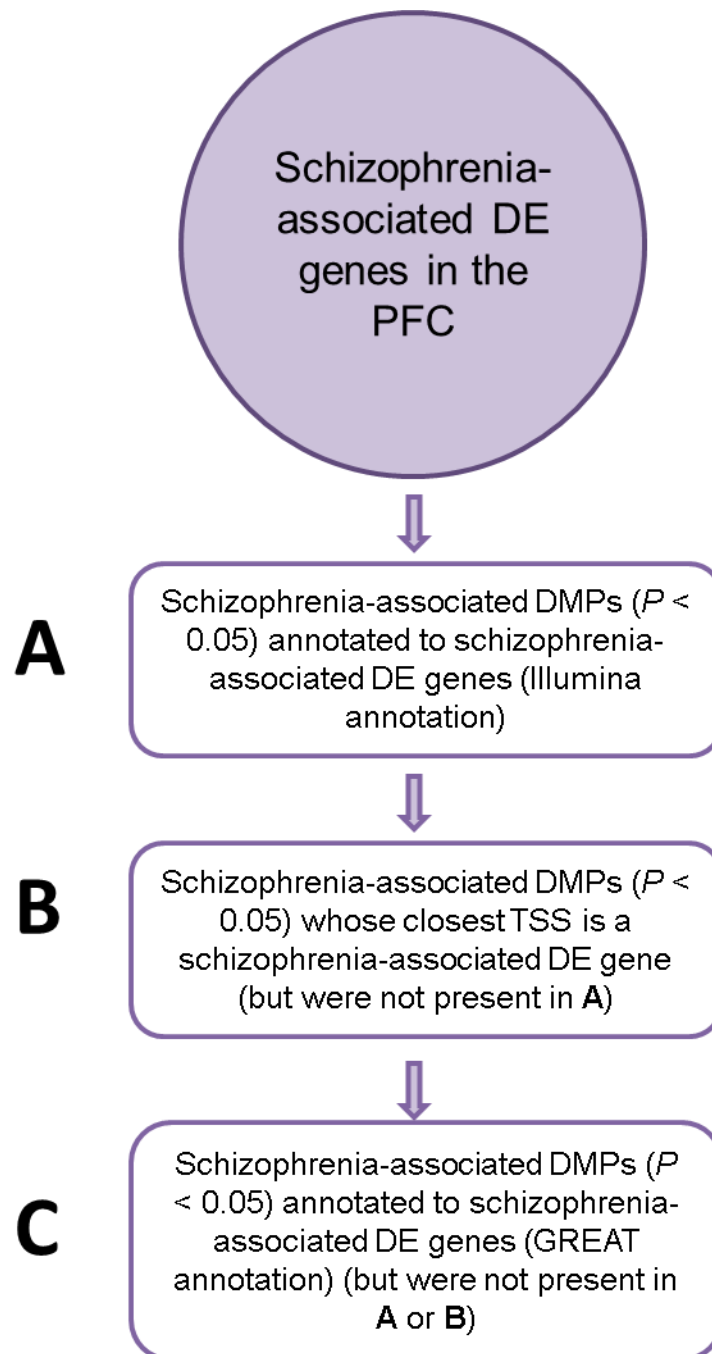 Schizophrenia-
associated DE
genes in the
PFC
A
Schizophrenia-associated DMPs (P <
0.05) annotated to schizophrenia-
associated DE genes (Illumina
annotation)
B
Schizophrenia-associated DMPs (P <
0.05) whose closest TSS is a
schizophrenia-associated DE gene
(but were not present in A)
C
Schizophrenia-associated DMPs (P
< 0.05) annotated to schizophrenia-
associated DE genes (GREAT
annotation) (but were not present in
A or B)